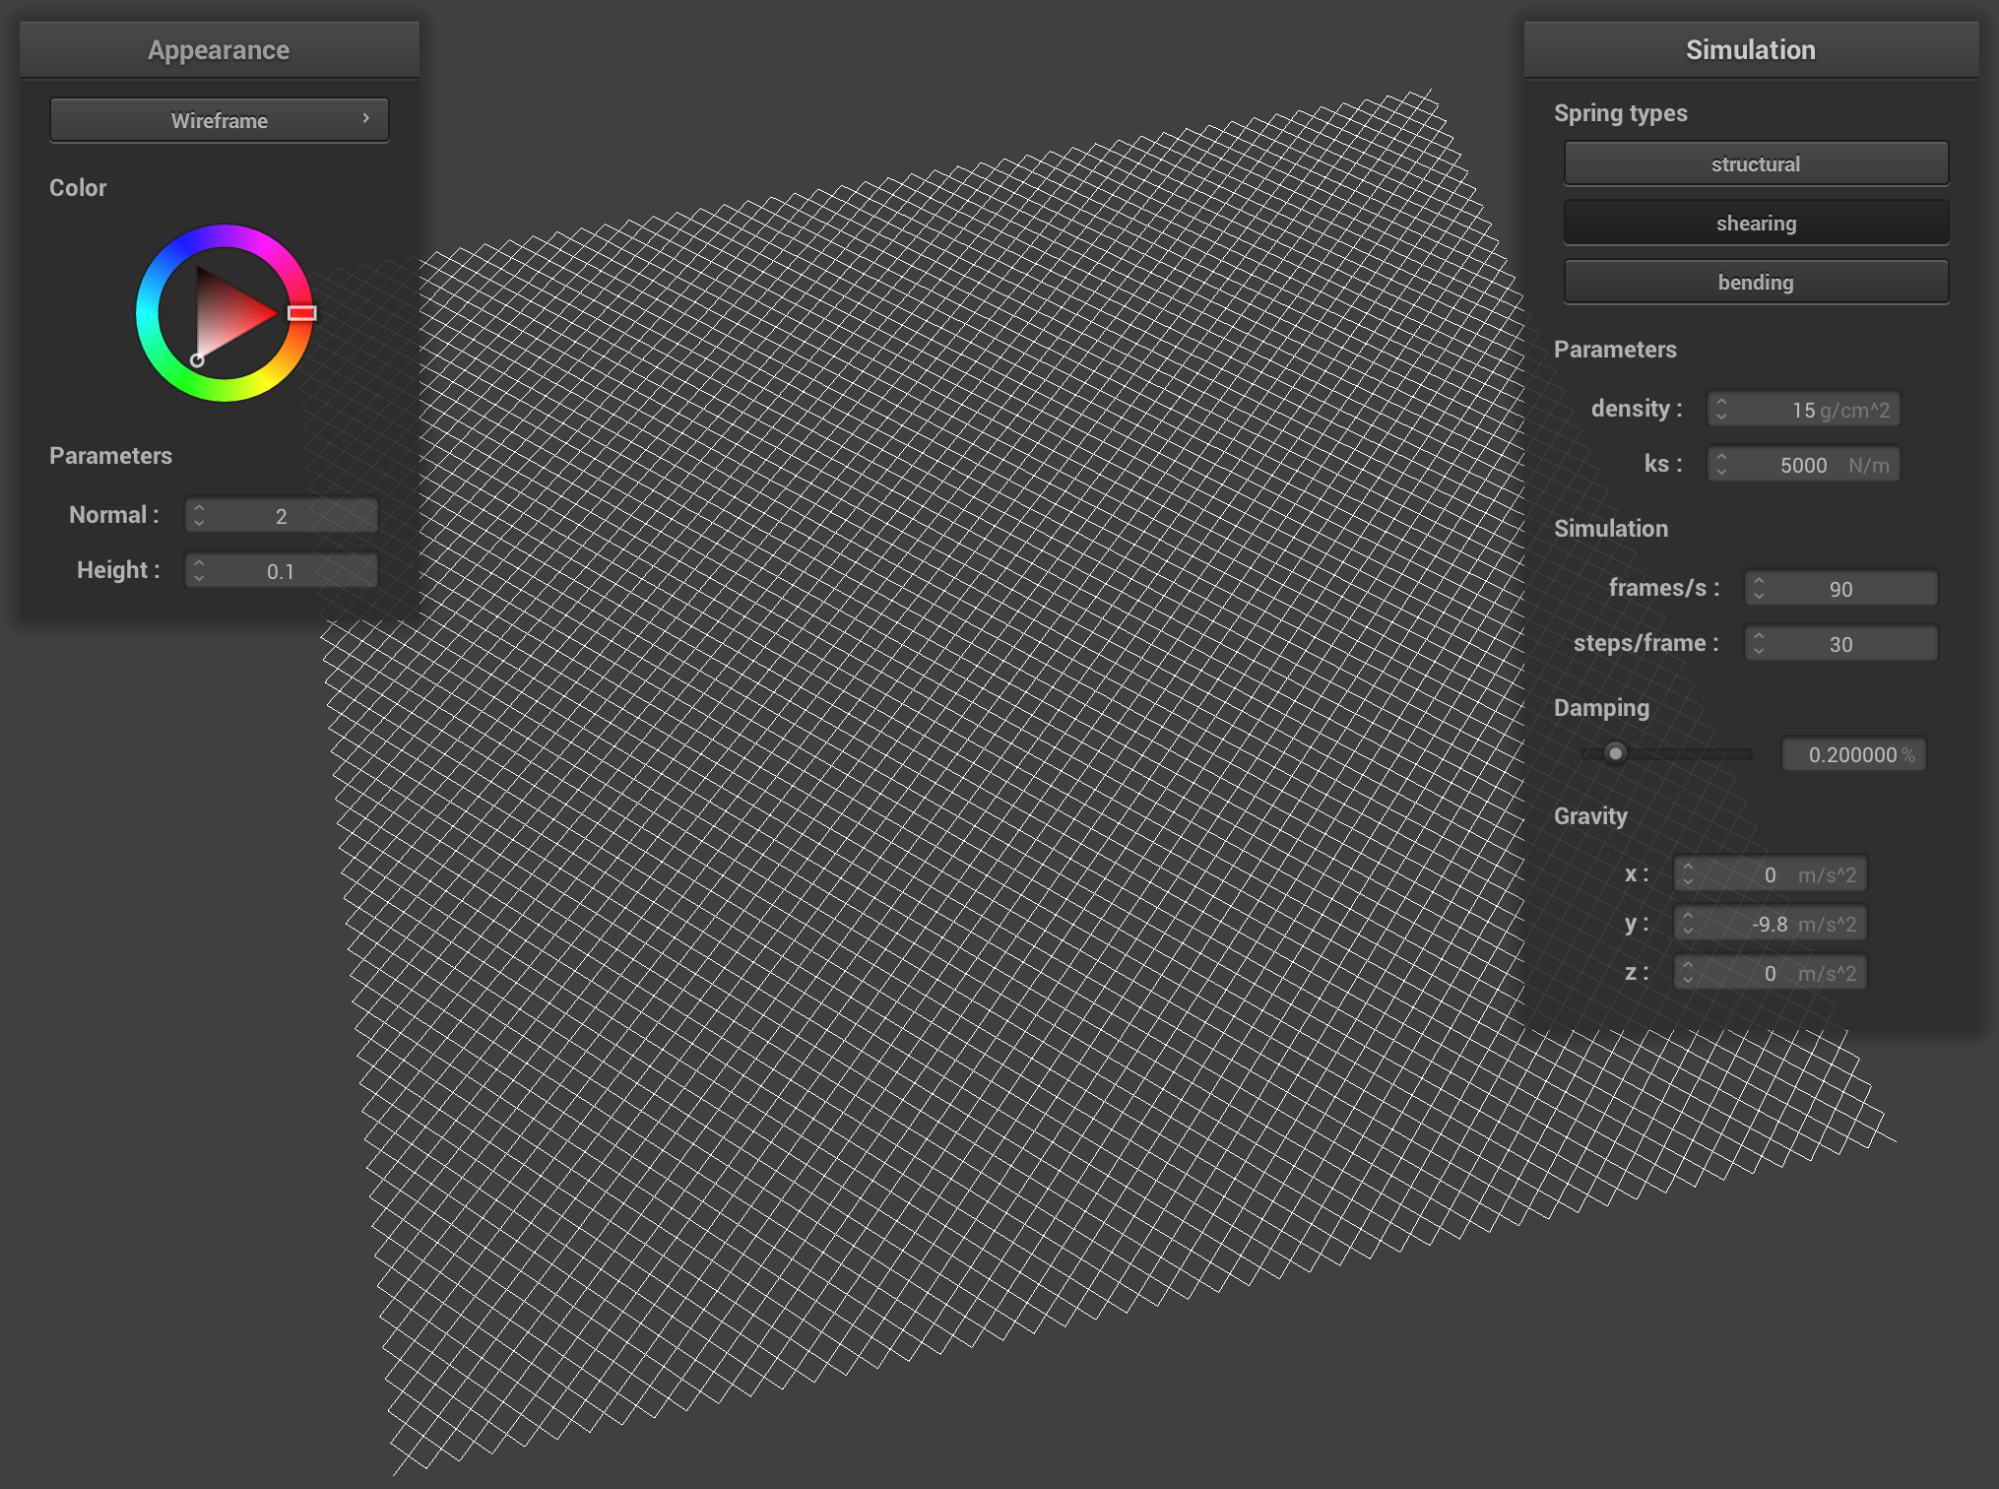 Appearance
Wireframe
Color
Parameters
Normal : 2
Height : 0.1
Simulation
Spring types
structural
shearing
bending
Parameters
density : 15 g/cm^2
ks : 5000 N/m
Simulation
frames/s : 90
steps/frame : 30
Damping
0.200000 %
Gravity
x : 0 m/s^2
y : -9.8 m/s^2
z : 0 m/s^2